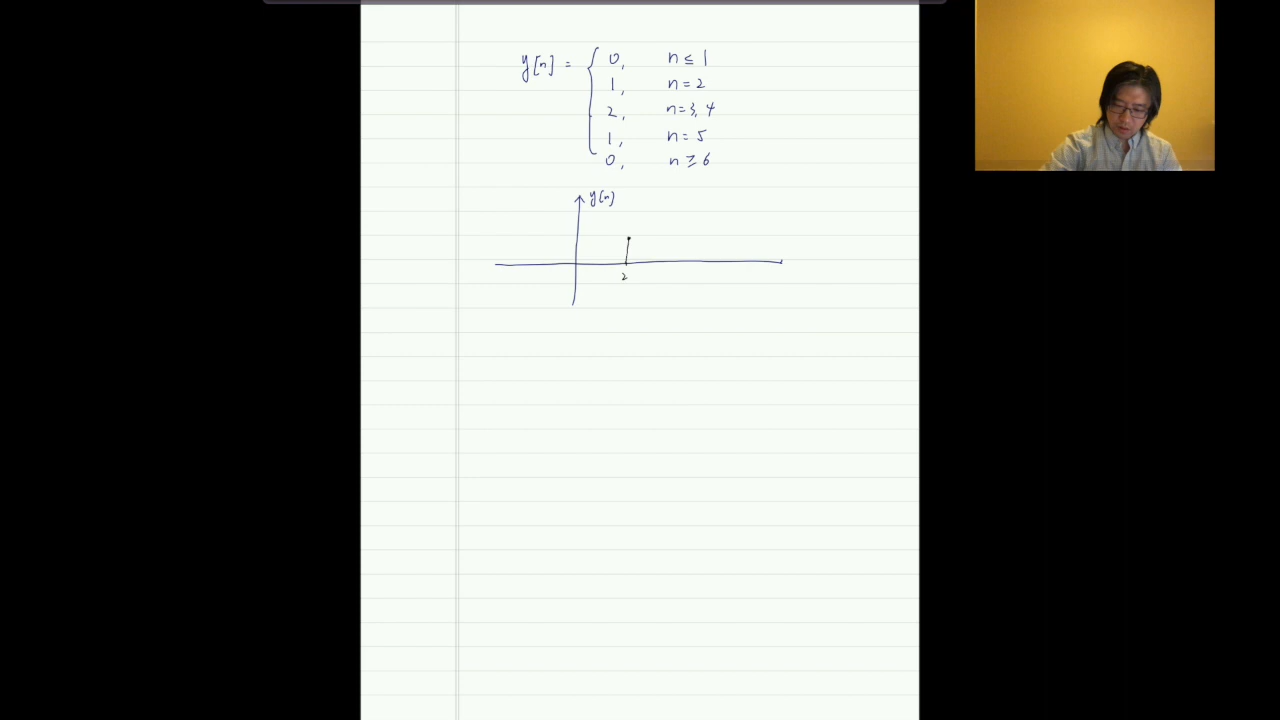 y[n] = { 0, n ≤ 1
1, n = 2
2, n = 3, 4
1, n = 5
0, n ≥ 6
y[n]
2